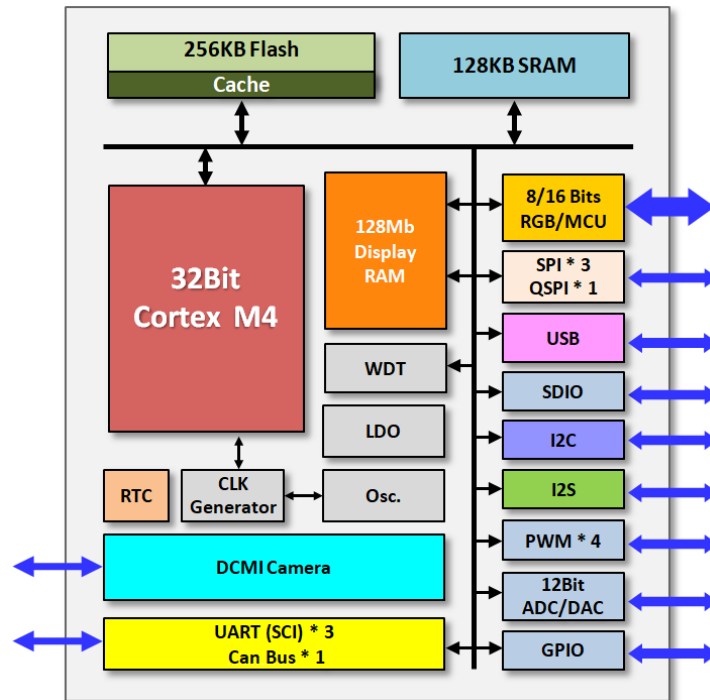 256KB Flash
Cache
128KB SRAM
32Bit
Cortex M4
128Mb
Display
RAM
8/16 Bits
RGB/MCU
SPI * 3
QSPI * 1
USB
WDT
SDIO
LDO
I2C
RTC
CLK
Generator
Osc.
I2S
PWM * 4
DCMI Camera
12Bit
ADC/DAC
UART (SCI) * 3
Can Bus * 1
GPIO